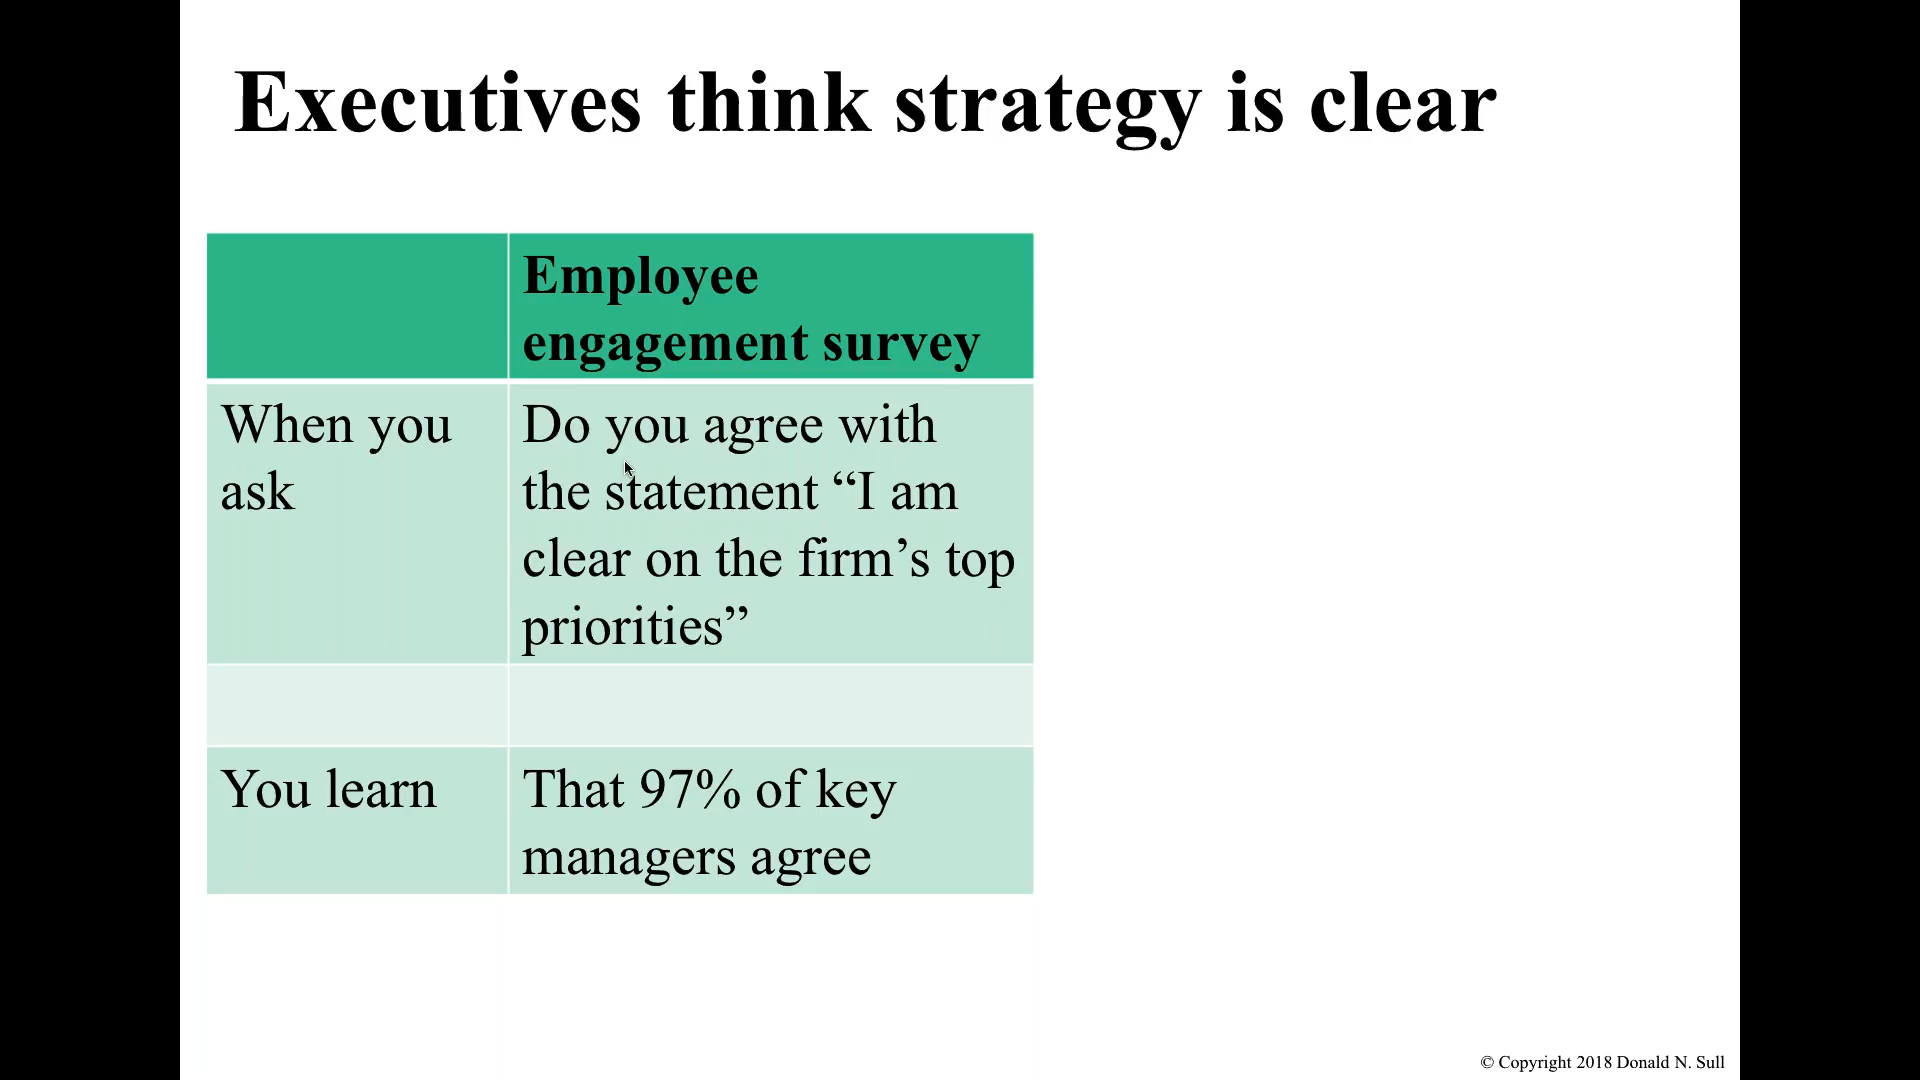 Executives think strategy is clear
Employee
engagement survey
When you
ask
Do you agree with
the statement “I am
clear on the firm’s top
priorities”
You learn
That 97% of key
managers agree
© Copyright 2018 Donald N. Sull